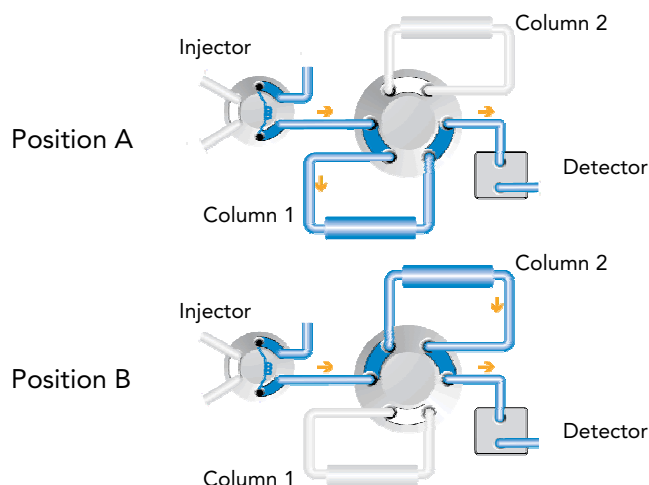 Column 2
Injector
Position A
Detector
Column 1
Column 2
Injector
Position B
Detector
Column 1